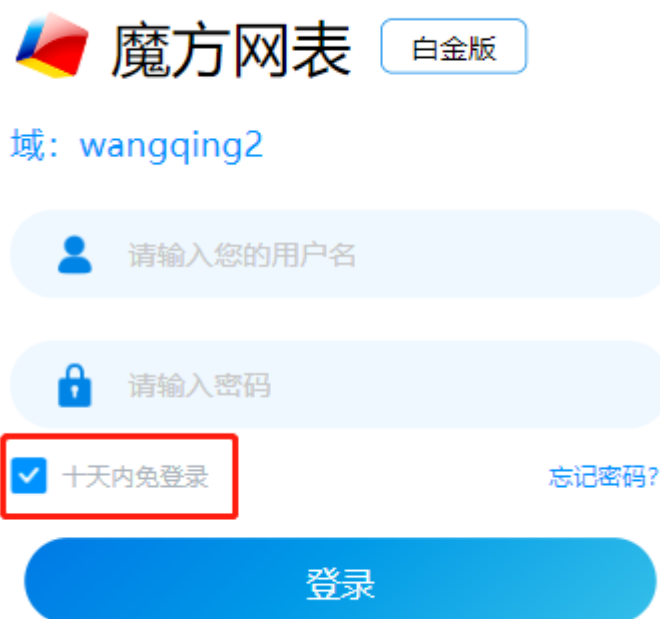 魔方网表 白金版
域：wangqing2
请输入您的用户名
请输入密码
十天内免登录 忘记密码?
登录